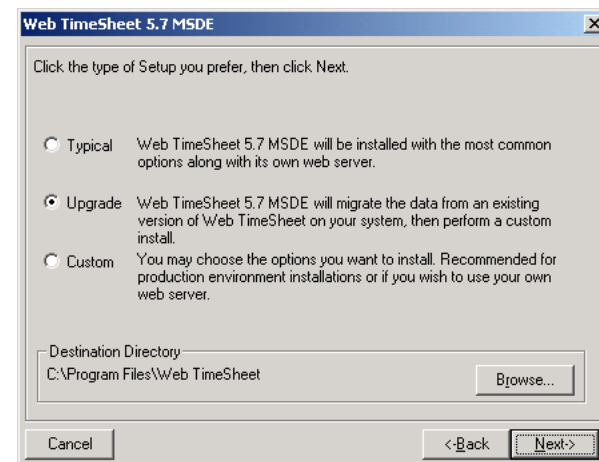 Web TimeSheet 5.7 MSDE
Click the type of Setup you prefer, then click Next.
Typical Web TimeSheet 5.7 MSDE will be installed with the most common
options along with its own web server.
Upgrade Web TimeSheet 5.7 MSDE will migrate the data from an existing
version of Web TimeSheet on your system, then perform a custom
install.
Custom You may choose the options you want to install. Recommended for
production environment installations or if you wish to use your own
web server.
Destination Directory
C:\Program Files\Web TimeSheet
Browse...
Cancel <-Back Next->